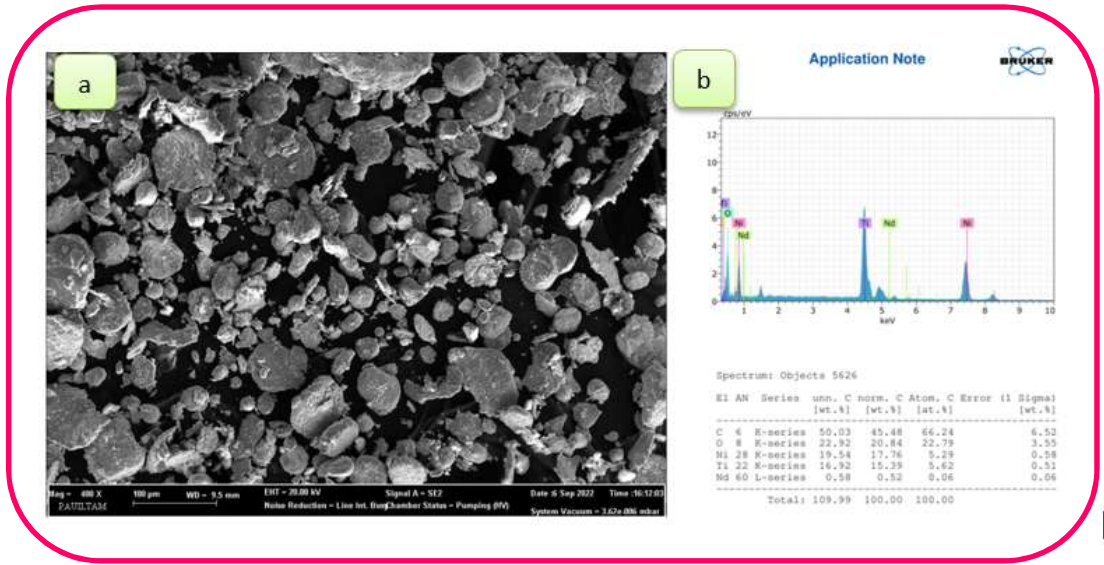 a
Mag = 400 X
100 µm
WD = 9.5 mm
EHT = 20.00 kV
Signal A = SE2
Date :6 Sep 2022
Time :16:12:03
PAUILTAM
Noise Reduction = Line Int. Busy
Chamber Status = Pumping (HV)
System Vacuum = 3.62e-006 mbar
b
Application Note
BRUKER
cps/eV
12
10
8
6
4
2
0
Ti
O
Ni
Nd
Ti
Nd
Ni
1 2 3 4 5 6 7 8 9 10
keV
Spectrum: Objects 5626
El AN Series unn. C norm. C Atom. C Error (1 Sigma)
[wt.%] [wt.%] [at.%] [wt.%]
C 6 K-series 50.03 45.48 66.24 6.52
O 8 K-series 22.92 20.84 22.79 3.55
Ni 28 K-series 19.54 17.76 5.29 0.58
Ti 22 K-series 16.92 15.39 5.62 0.51
Nd 60 L-series 0.58 0.52 0.06 0.06
Total: 109.99 100.00 100.00